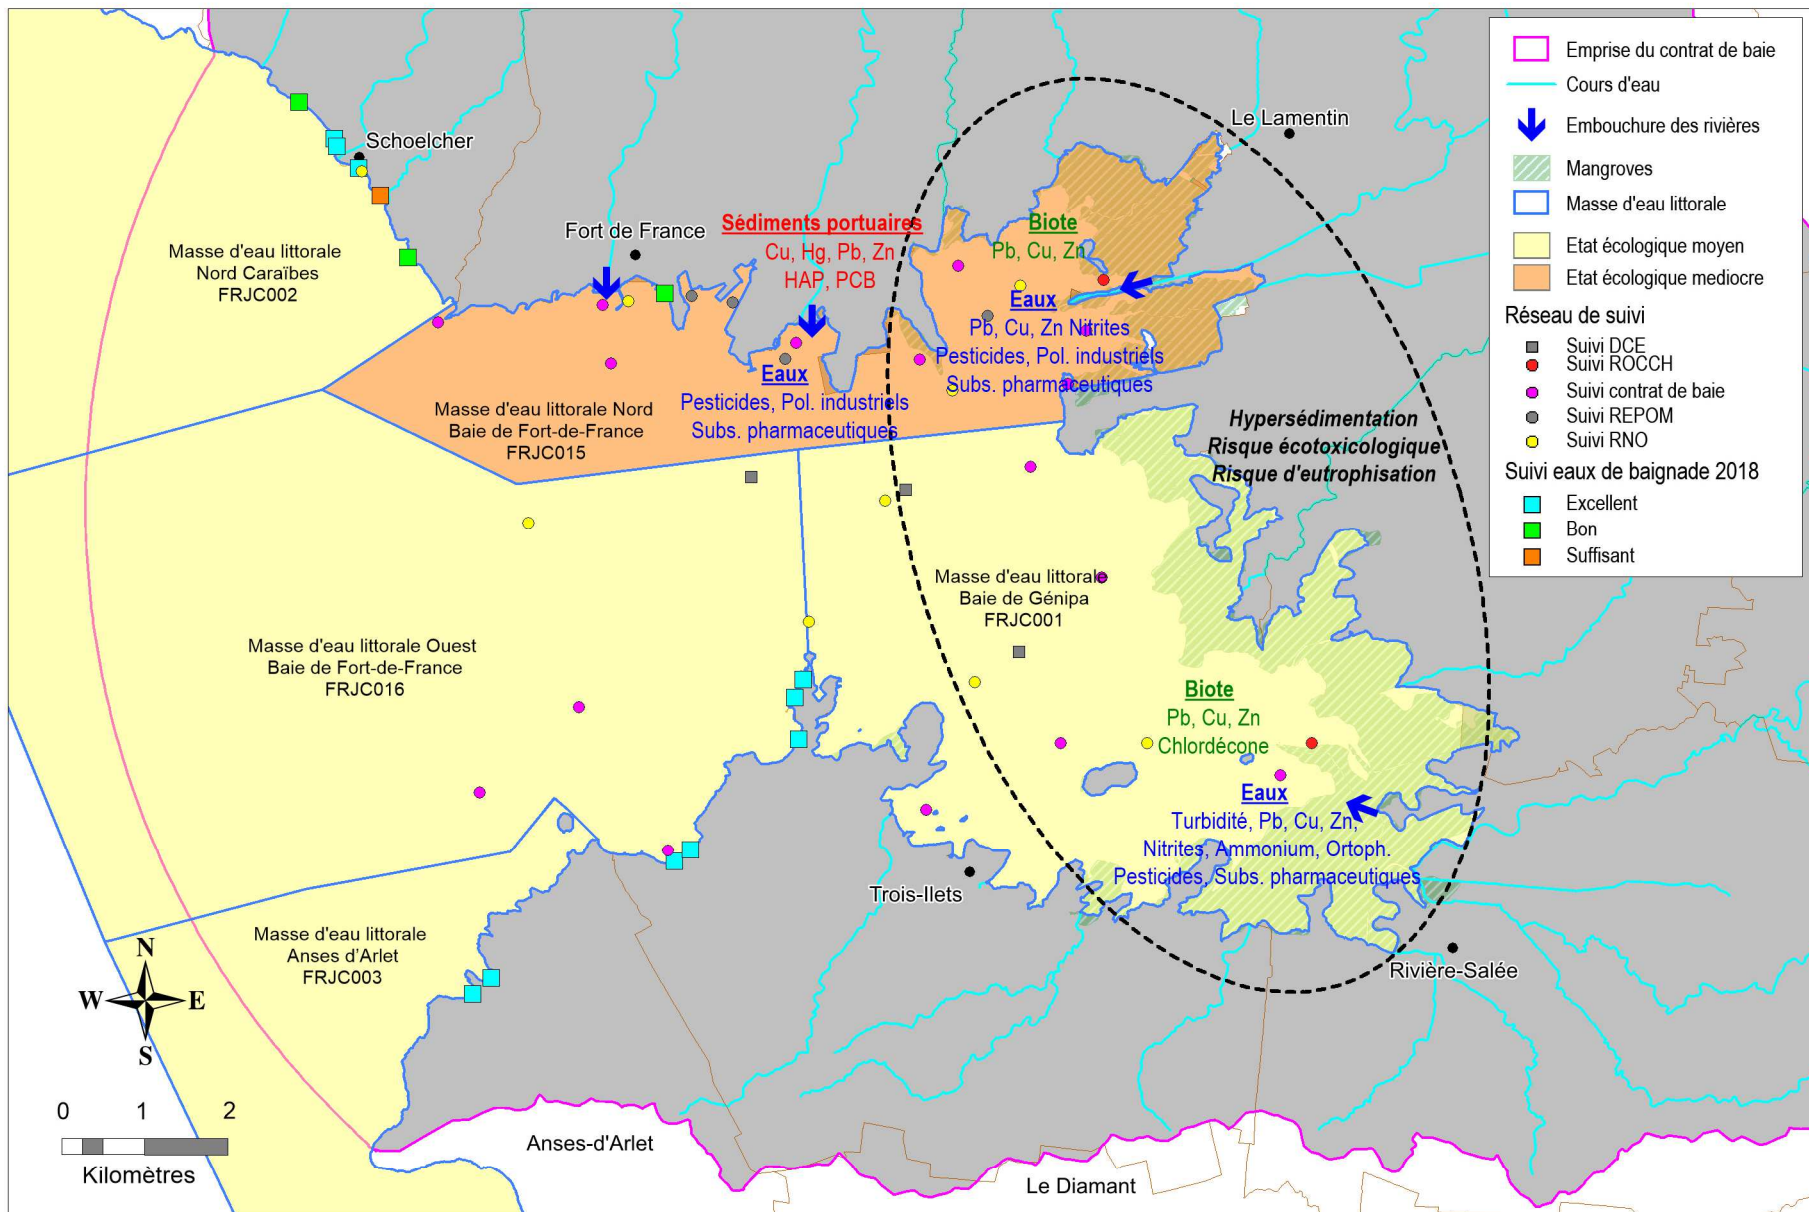 Emprise du contrat de baie
Cours d'eau
Embouchure des rivières
Mangroves
Masse d'eau littorale
Etat écologique moyen
Etat écologique mediocre
Réseau de suivi
Suivi DCE
Suivi ROCCH
Suivi contrat de baie
Suivi REPOM
Suivi RNO
Suivi eaux de baignade 2018
Excellent
Bon
Suffisant
Le Lamentin
Schoelcher
Fort de France
Masse d'eau littorale
Nord Caraïbes
FRJC002
Sédiments portuaires
Cu, Hg, Pb, Zn
HAP, PCB
Biote
Pb, Cu, Zn
Eaux
Pb, Cu, Zn Nitrites
Pesticides, Pol. industriels
Subs. pharmaceutiques
Eaux
Pesticides, Pol. industriels
Subs. pharmaceutiques
Masse d'eau littorale Nord
Baie de Fort-de-France
FRJC015
Hypersédimentation
Risque écotoxicologique
Risque d'eutrophisation
Masse d'eau littorale
Baie de Génipa
FRJC001
Masse d'eau littorale Ouest
Baie de Fort-de-France
FRJC016
Biote
Pb, Cu, Zn
Chlordécone
Eaux
Turbidité, Pb, Cu, Zn,
Nitrites, Ammonium, Ortoph.
Pesticides, Subs. pharmaceutiques
Trois-Ilets
Rivière-Salée
Masse d'eau littorale
Anses d'Arlet
FRJC003
N
W E
S
0 1 2
Kilomètres
Anses-d'Arlet
Le Diamant